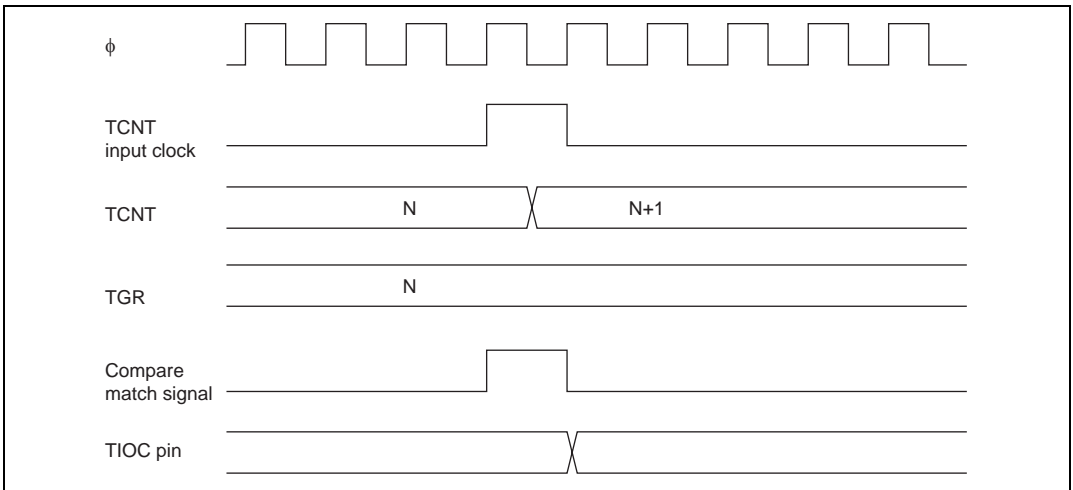 ϕ
TCNT
input clock
TCNT
N
N+1
TGR
N
Compare
match signal
TIOC pin